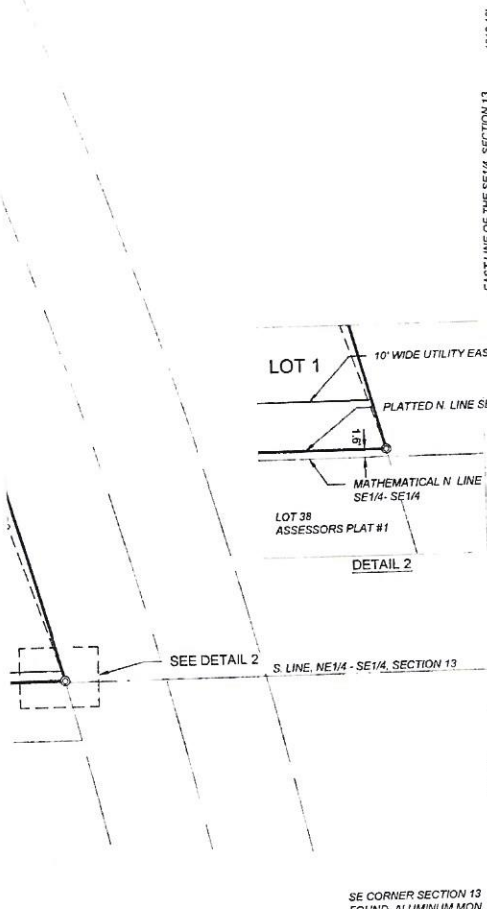 EAST LINE OF THE SE1/4, SECTION 13
LOT 1
10' WIDE UTILITY EAS
PLATTED N. LINE SE
1.6'
MATHEMATICAL N. LINE
SE1/4- SE1/4
LOT 38
ASSESSORS PLAT #1
DETAIL 2
SEE DETAIL 2
S. LINE, NE1/4 - SE1/4, SECTION 13
SE CORNER SECTION 13
FOUND ALUMINUM MON